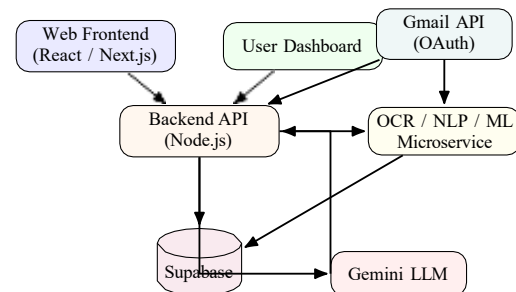 Web Frontend
(React / Next.js)
User Dashboard
Gmail API
(OAuth)
Backend API
(Node.js)
OCR / NLP / ML
Microservice
Supabase
Gemini LLM